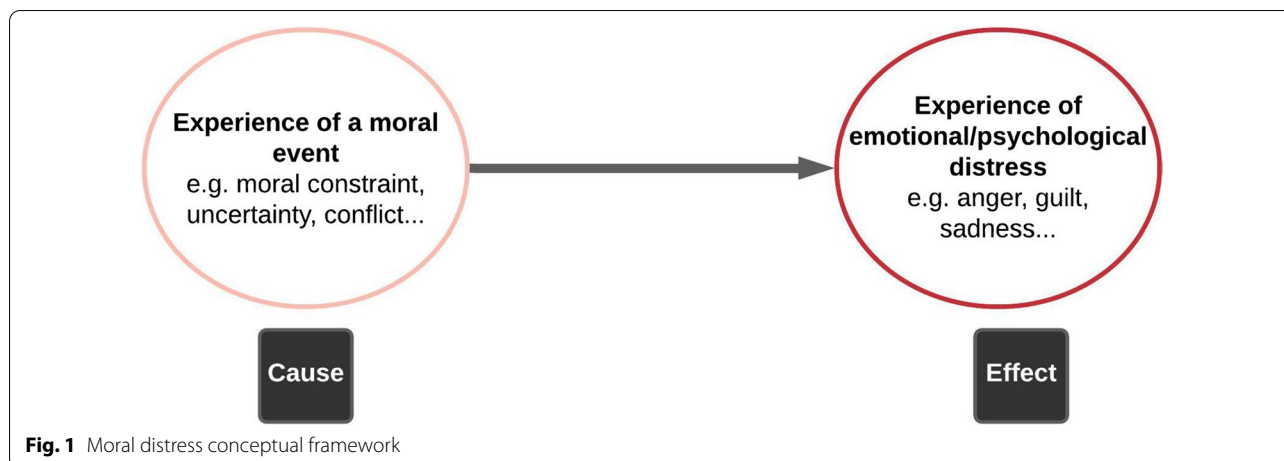 Experience of a moral
event
e.g. moral constraint,
uncertainty, conflict...
Experience of
emotional/psychological
distress
e.g. anger, guilt,
sadness...
Cause
Effect
Fig. 1 Moral distress conceptual framework